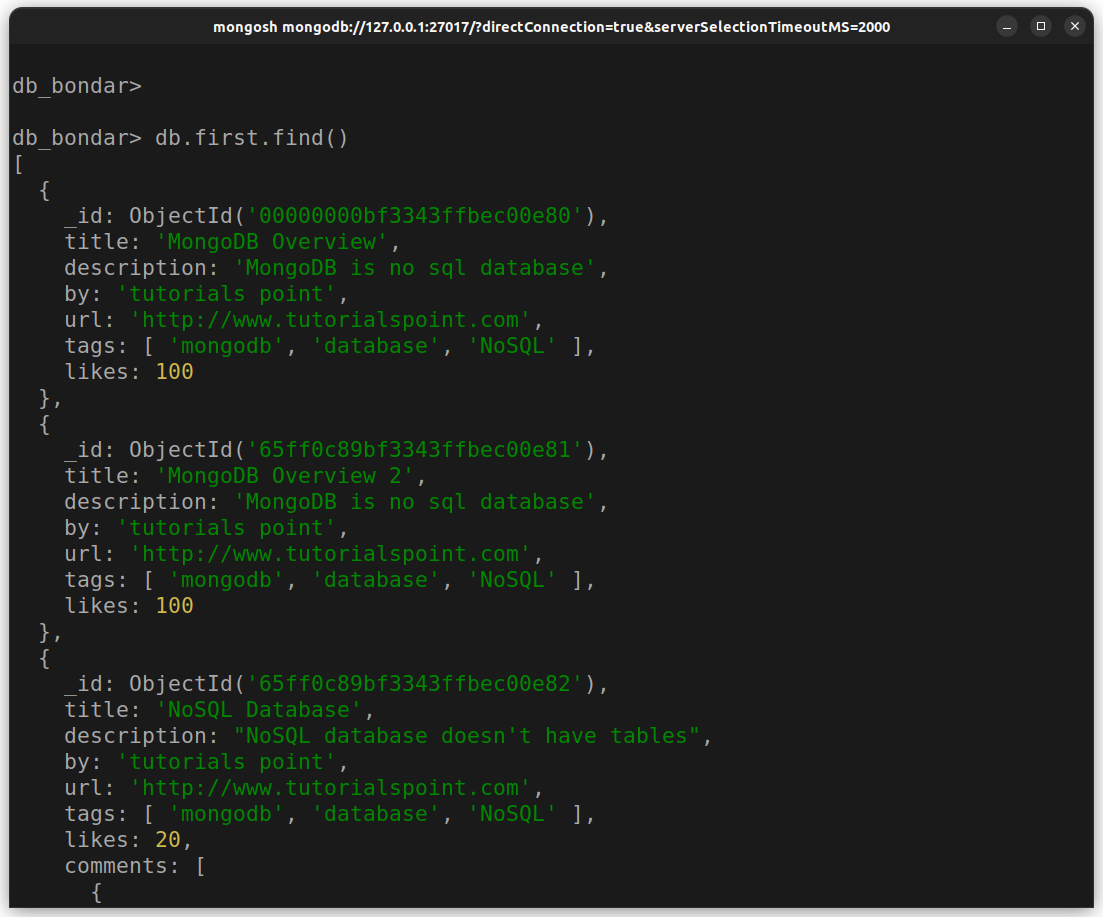 mongosh mongodb://127.0.0.1:27017/?directConnection=true&serverSelectionTimeoutMS=2000
db_bondar>
db_bondar> db.first.find()
[
  {
    _id: ObjectId('00000000bf3343ffbec00e80'),
    title: 'MongoDB Overview',
    description: 'MongoDB is no sql database',
    by: 'tutorials point',
    url: 'http://www.tutorialspoint.com',
    tags: [ 'mongodb', 'database', 'NoSQL' ],
    likes: 100
  },
  {
    _id: ObjectId('65ff0c89bf3343ffbec00e81'),
    title: 'MongoDB Overview 2',
    description: 'MongoDB is no sql database',
    by: 'tutorials point',
    url: 'http://www.tutorialspoint.com',
    tags: [ 'mongodb', 'database', 'NoSQL' ],
    likes: 100
  },
  {
    _id: ObjectId('65ff0c89bf3343ffbec00e82'),
    title: 'NoSQL Database',
    description: "NoSQL database doesn't have tables",
    by: 'tutorials point',
    url: 'http://www.tutorialspoint.com',
    tags: [ 'mongodb', 'database', 'NoSQL' ],
    likes: 20,
    comments: [
      {